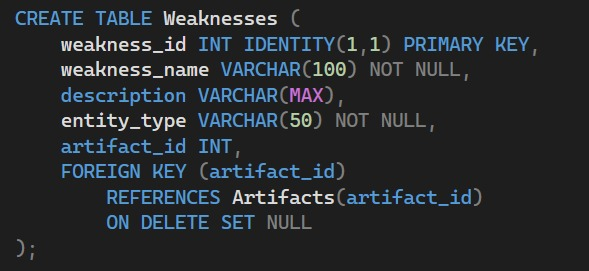 CREATE TABLE Weaknesses (
    weakness_id INT IDENTITY(1,1) PRIMARY KEY,
    weakness_name VARCHAR(100) NOT NULL,
    description VARCHAR(MAX),
    entity_type VARCHAR(50) NOT NULL,
    artifact_id INT,
    FOREIGN KEY (artifact_id)
        REFERENCES Artifacts(artifact_id)
        ON DELETE SET NULL
);